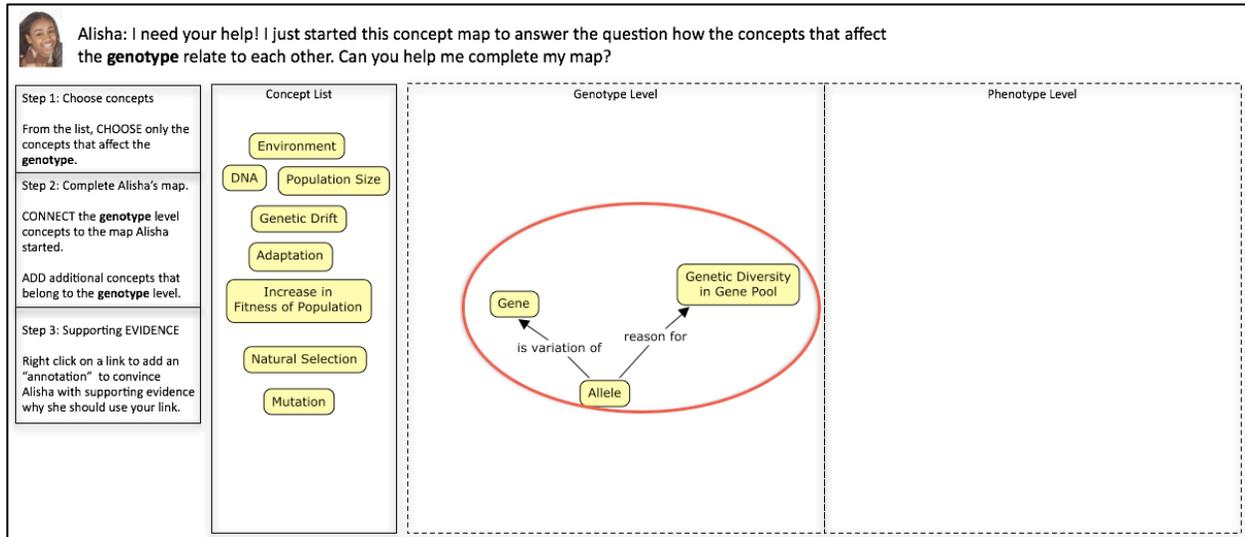 Alisha: I need your help! I just started this concept map to answer the question how the concepts that affect
the genotype relate to each other. Can you help me complete my map?
Step 1: Choose concepts
From the list, CHOOSE only the
concepts that affect the
genotype.
Step 2: Complete Alisha's map.
CONNECT the genotype level
concepts to the map Alisha
started.
ADD additional concepts that
belong to the genotype level.
Step 3: Supporting EVIDENCE
Right click on a link to add an
"annotation" to convince
Alisha with supporting evidence
why she should use your link.
Concept List
Environment
DNA
Population Size
Genetic Drift
Adaptation
Increase in
Fitness of Population
Natural Selection
Mutation
Genotype Level
Genetic Diversity
in Gene Pool
Gene
reason for
is variation of
Allele
Phenotype Level